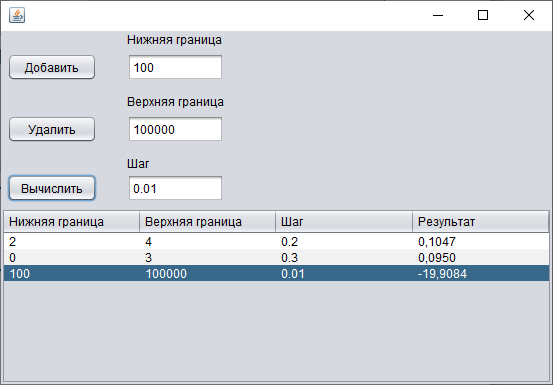 Нижняя граница
Добавить 100
Верхняя граница
Удалить 100000
Шаг
Вычислить 0.01
Нижняя граница Верхняя граница Шаг Результат
2 4 0.2 0,1047
0 3 0.3 0,0950
100 100000 0.01 -19,9084